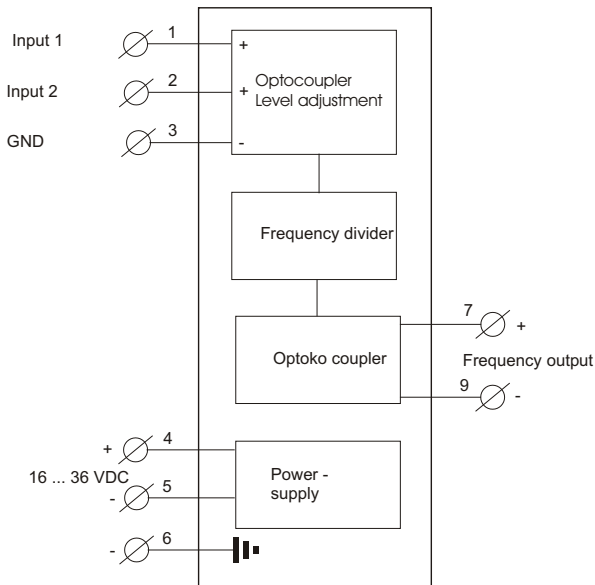 Input 1
1
+
Input 2
2
+
Optocoupler
Level adjustment
GND
3
-
Frequency divider
7
+
Optoko coupler
Frequency output
9
-
+
4
16 ... 36 VDC
Power -
supply
-
5
-
6